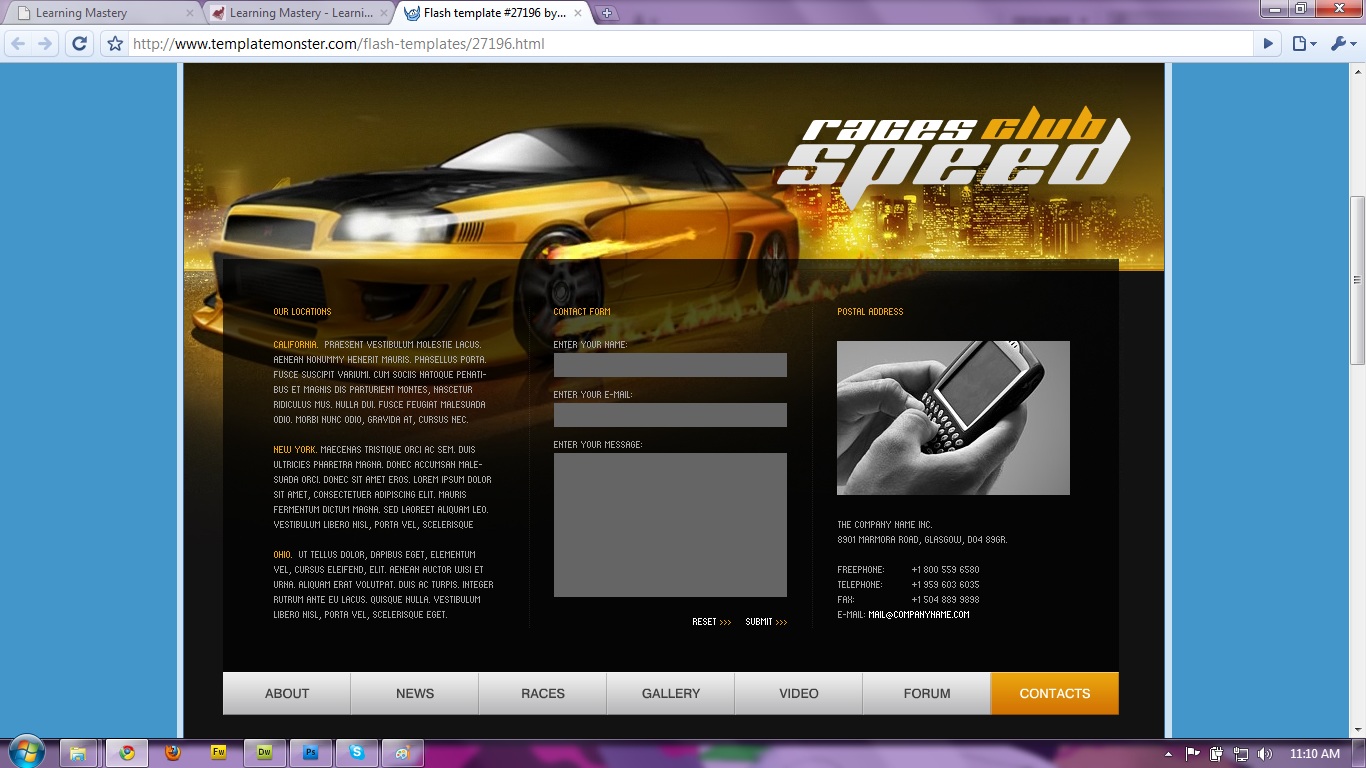 Learning Mastery
Learning Mastery - Learni...
Flash template #27196 by...
http://www.templatemonster.com/flash-templates/27196.html
races club
speed
OUR LOCATIONS
CALIFORNIA. PRAESENT VESTIBULUM MOLESTIE LACUS.
AENEAN NONUMMY HENERIT MAURIS. PHASELLUS PORTA.
FUSCE SUSCIPIT VARIUMI. CUM SOCIIS NATOQUE PENATI-
BUS ET MAGNIS DIS PARTURIENT MONTES, NASCETUR
RIDICULUS MUS. NULLA DUI. FUSCE FEUGIAT MALESUADA
ODIO. MORBI NUNC ODIO, GRAVIDA AT, CURSUS NEC.
NEW YORK. MAECENAS TRISTIQUE ORCI AC SEM. DUIS
ULTRICIES PHARETRA MAGNA. DONEC ACCUMSAN MALE-
SUADA ORCI. DONEC SIT AMET EROS. LOREM IPSUM DOLOR
SIT AMET, CONSECTETUER ADIPISCING ELIT. MAURIS
FERMENTUM DICTUM MAGNA. SED LAOREET ALIQUAM LEO.
VESTIBULUM LIBERO NISL, PORTA VEL, SCELERISQUE
OHIO. UT TELLUS DOLOR, DAPIBUS EGET, ELEMENTUM
VEL, CURSUS ELEIFEND, ELIT. AENEAN AUCTOR WISI ET
URNA. ALIQUAM ERAT VOLUTPAT. DUIS AC TURPIS. INTEGER
RUTRUM ANTE EU LACUS. QUISQUE NULLA. VESTIBULUM
LIBERO NISL, PORTA VEL, SCELERISQUE EGET.
CONTACT FORM
ENTER YOUR NAME:
ENTER YOUR E-MAIL:
ENTER YOUR MESSAGE:
RESET >>> SUBMIT >>>
POSTAL ADDRESS
THE COMPANY NAME INC.
8901 MARMORA ROAD, GLASGOW, D04 89GR.
FREEPHONE: +1 800 559 6580
TELEPHONE: +1 959 603 6035
FAX: +1 504 889 9898
E-MAIL: MAIL@COMPANYNAME.COM
ABOUT NEWS RACES GALLERY VIDEO FORUM CONTACTS
Fw Dw Ps
11:10 AM